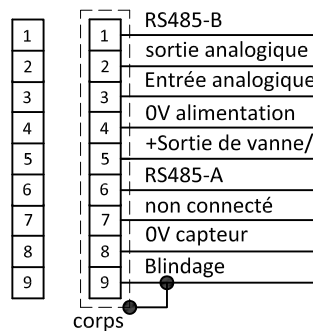 1 1 RS485-B
2 2 sortie analogique
3 3 Entrée analogique
4 4 0V alimentation
5 5 +Sortie de vanne/
6 6 RS485-A
7 7 non connecté
8 8 0V capteur
9 9 Blindage
corps